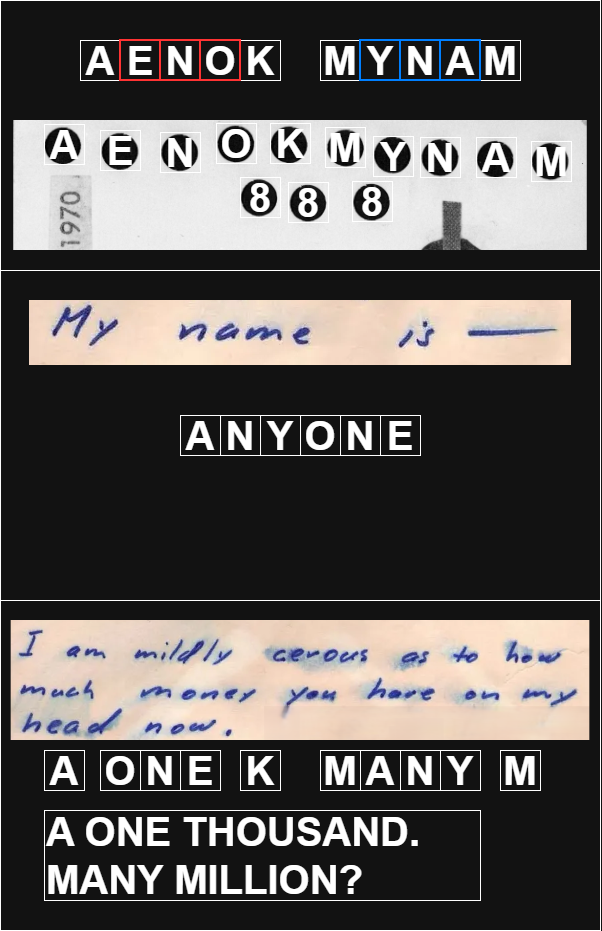 AENOK MYNAM
AENOKMYNAM
888
1970
My name is —
ANYONE
I am mildly cerous as to how
much money you have on my
head now.
A ONE K MANY M
A ONE THOUSAND.
MANY MILLION?